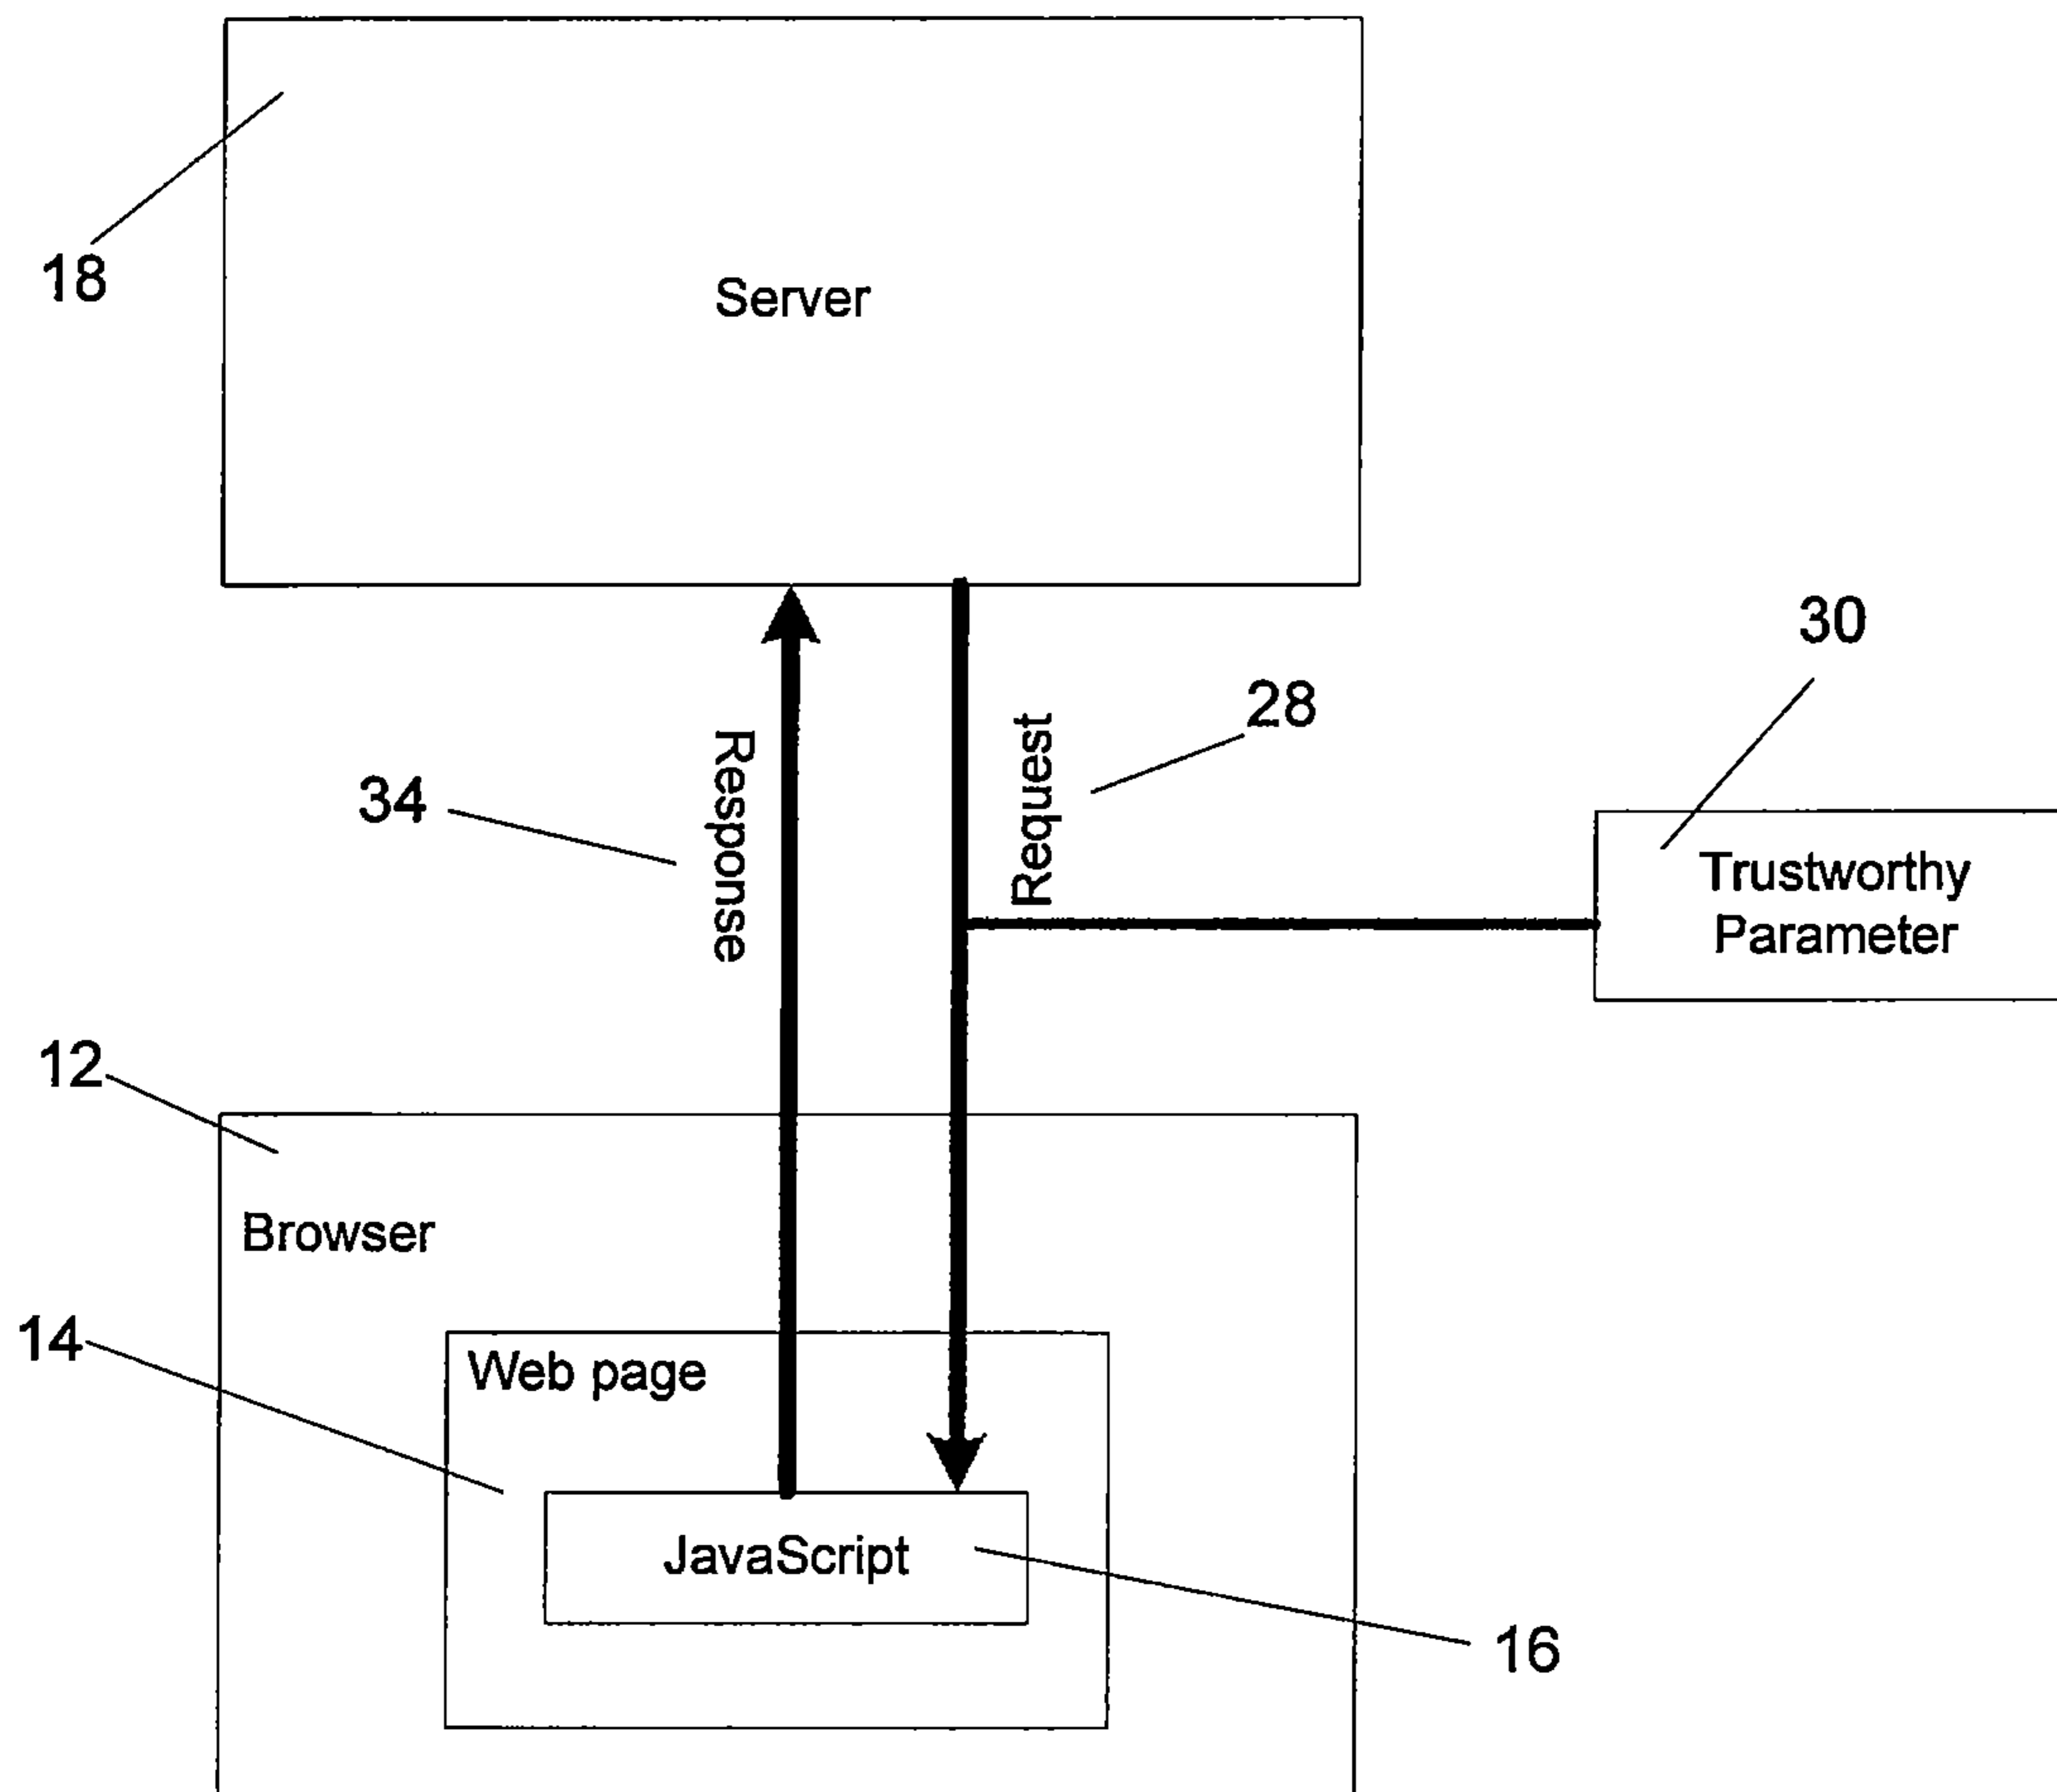 18
Server
30
28
Request
Response
34
Trustworthy
Parameter
12
Browser
14
Web page
JavaScript
16